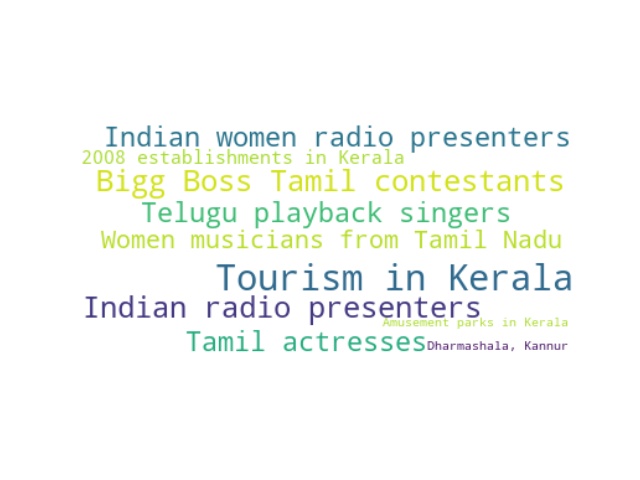 Indian women radio presenters
2008 establishments in Kerala
Bigg Boss Tamil contestants
Telugu playback singers
Women musicians from Tamil Nadu
Tourism in Kerala
Indian radio presenters
Amusement parks in Kerala
Tamil actresses
Dharmashala, Kannur